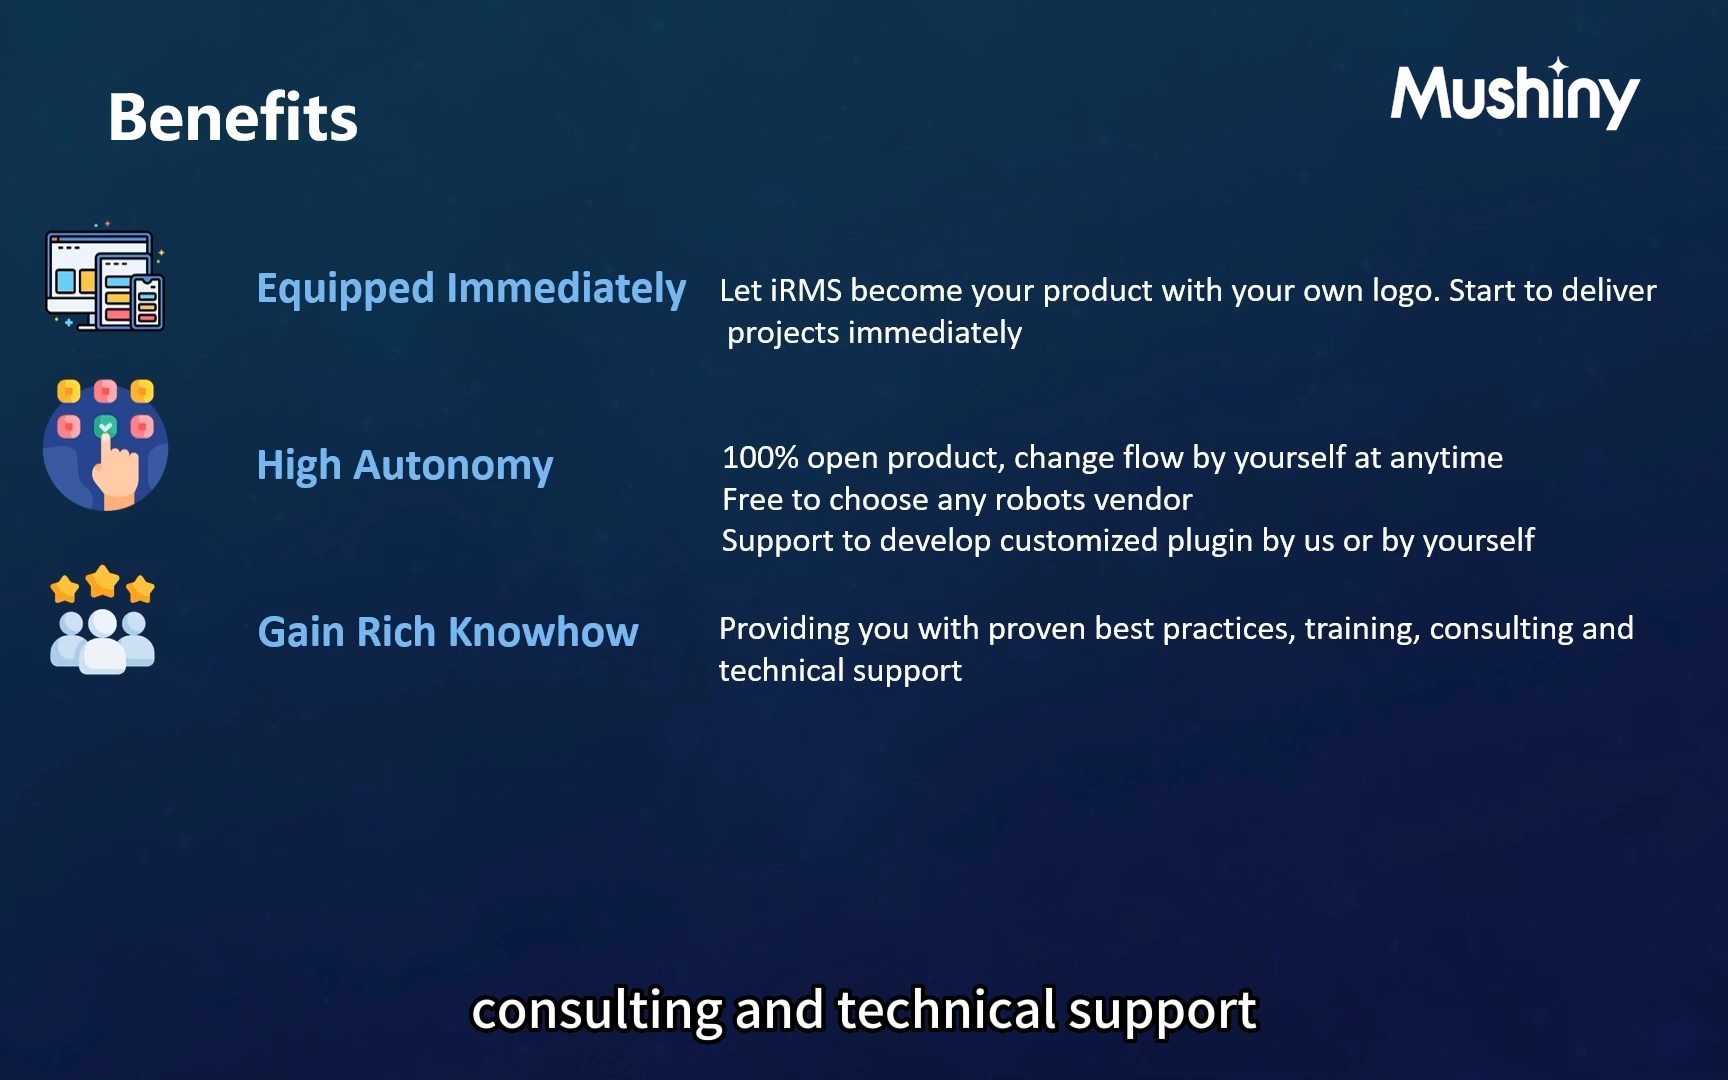 Benefits
Mushiny
Equipped Immediately
Let iRMS become your product with your own logo. Start to deliver
projects immediately
High Autonomy
100% open product, change flow by yourself at anytime
Free to choose any robots vendor
Support to develop customized plugin by us or by yourself
Gain Rich Knowhow
Providing you with proven best practices, training, consulting and
technical support
consulting and technical support